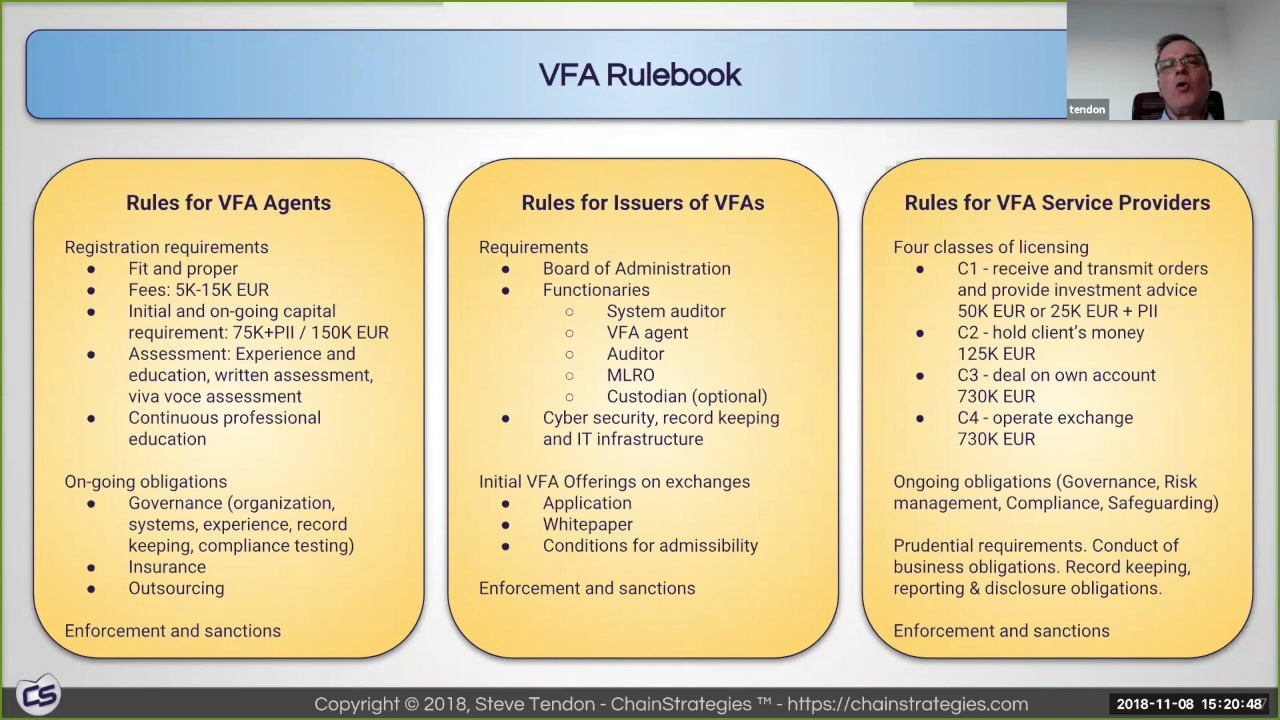 VFA Rulebook
tendon
Rules for VFA Agents
Registration requirements
● Fit and proper
● Fees: 5K-15K EUR
● Initial and on-going capital
requirement: 75K+PII / 150K EUR
● Assessment: Experience and
education, written assessment,
viva voce assessment
● Continuous professional
education
On-going obligations
● Governance (organization,
systems, experience, record
keeping, compliance testing)
● Insurance
● Outsourcing
Enforcement and sanctions
Rules for Issuers of VFAs
Requirements
● Board of Administration
● Functionaries
○ System auditor
○ VFA agent
○ Auditor
○ MLRO
○ Custodian (optional)
● Cyber security, record keeping
and IT infrastructure
Initial VFA Offerings on exchanges
● Application
● Whitepaper
● Conditions for admissibility
Enforcement and sanctions
Rules for VFA Service Providers
Four classes of licensing
● C1 - receive and transmit orders
and provide investment advice
50K EUR or 25K EUR + PII
● C2 - hold client's money
125K EUR
● C3 - deal on own account
730K EUR
● C4 - operate exchange
730K EUR
Ongoing obligations (Governance, Risk
management, Compliance, Safeguarding)
Prudential requirements. Conduct of
business obligations. Record keeping,
reporting & disclosure obligations.
Enforcement and sanctions
CS
Copyright © 2018, Steve Tendon - ChainStrategies ™ - https://chainstrategies.com
2018-11-08 15:20:48